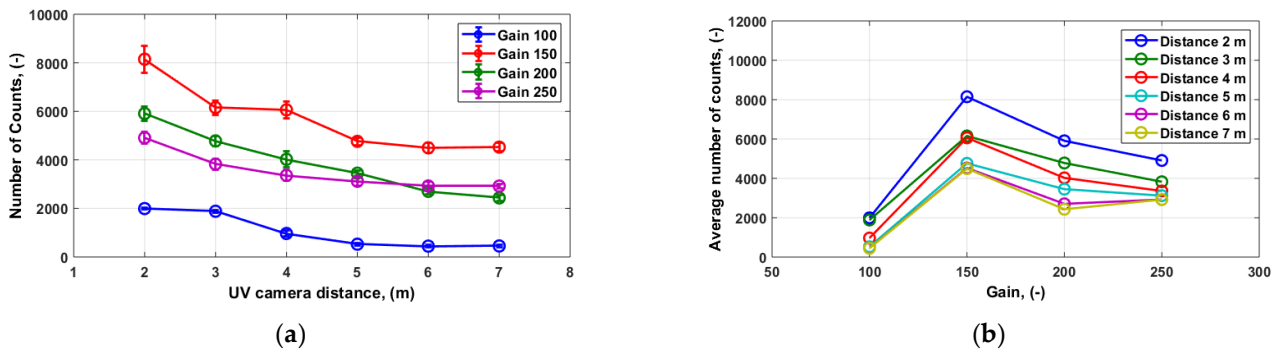 10000
8000
6000
4000
2000
0
Number of Counts, (-)
1 2 3 4 5 6 7 8
UV camera distance, (m)
Gain 100
Gain 150
Gain 200
Gain 250
(a)
12000
10000
8000
6000
4000
2000
0
Average number of counts, (-)
50 100 150 200 250 300
Gain, (-)
Distance 2 m
Distance 3 m
Distance 4 m
Distance 5 m
Distance 6 m
Distance 7 m
(b)